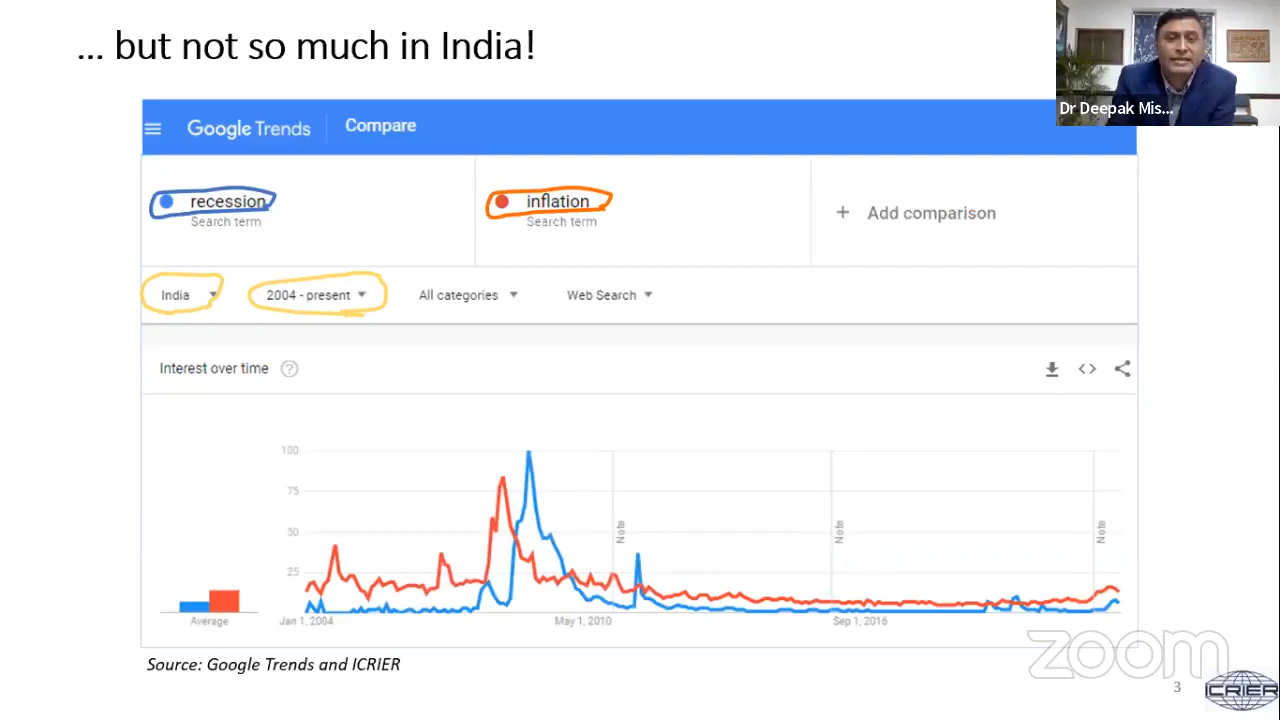 ... but not so much in India!
Dr Deepak Mis...
Google Trends
Compare
recession
Search term
inflation
Search term
+ Add comparison
India
2004 - present
All categories
Web Search
Interest over time
?
100
75
50
25
Note
Note
Note
Average
Jan 1, 2004
May 1, 2010
Sep 1, 2016
Source: Google Trends and ICRIER
zoom
3
ICRIER